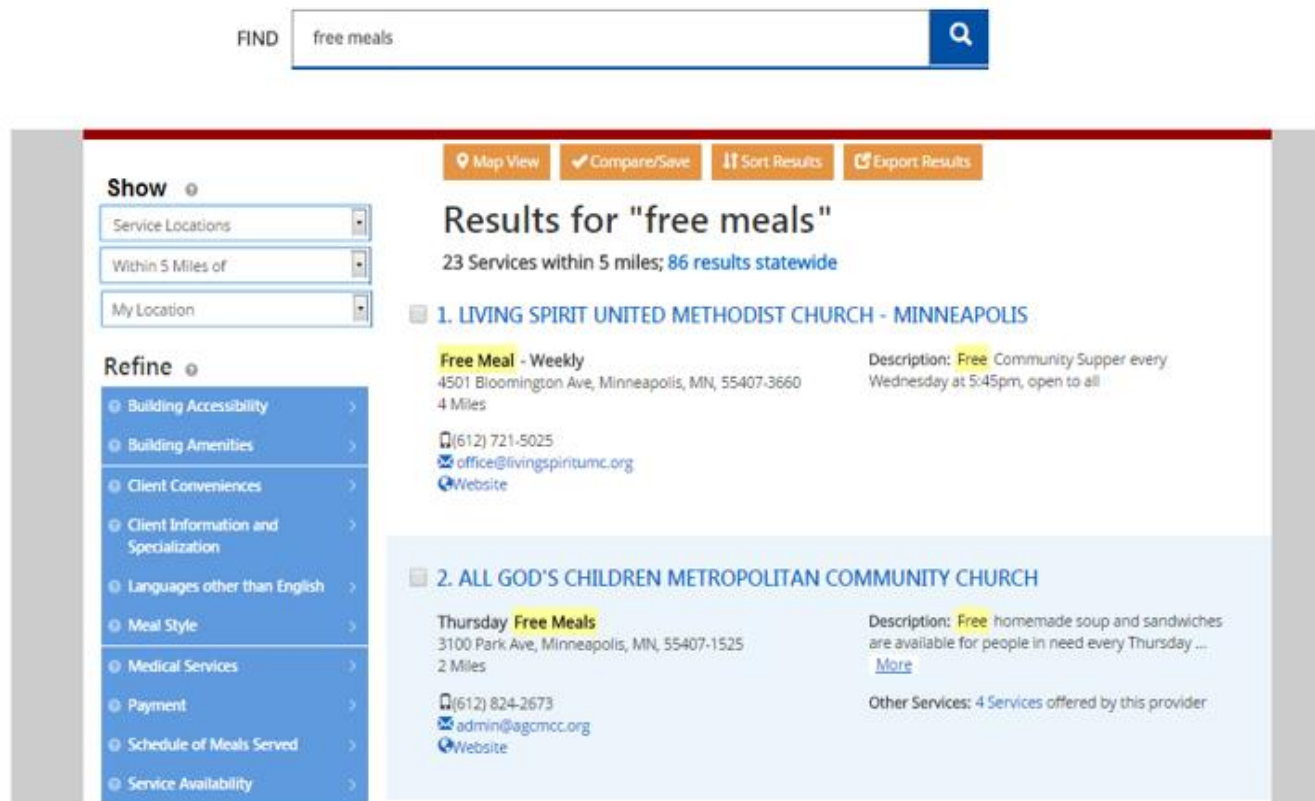 FIND
free meals
Map View
Compare/Save
Sort Results
Export Results
Show
Service Locations
Within 5 Miles of
My Location
Refine
Building Accessibility
Building Amenities
Client Conveniences
Client Information and
Specialization
Languages other than English
Meal Style
Medical Services
Payment
Schedule of Meals Served
Service Availability
Results for "free meals"
23 Services within 5 miles; 86 results statewide
1. LIVING SPIRIT UNITED METHODIST CHURCH - MINNEAPOLIS
Free Meal - Weekly
4501 Bloomington Ave, Minneapolis, MN, 55407-3660
4 Miles
(612) 721-5025
office@livingspiritumc.org
Website
Description: Free Community Supper every
Wednesday at 5:45pm, open to all
2. ALL GOD'S CHILDREN METROPOLITAN COMMUNITY CHURCH
Thursday Free Meals
3100 Park Ave, Minneapolis, MN, 55407-1525
2 Miles
(612) 824-2673
admin@agcmcc.org
Website
Description: Free homemade soup and sandwiches
are available for people in need every Thursday ...
More
Other Services: 4 Services offered by this provider